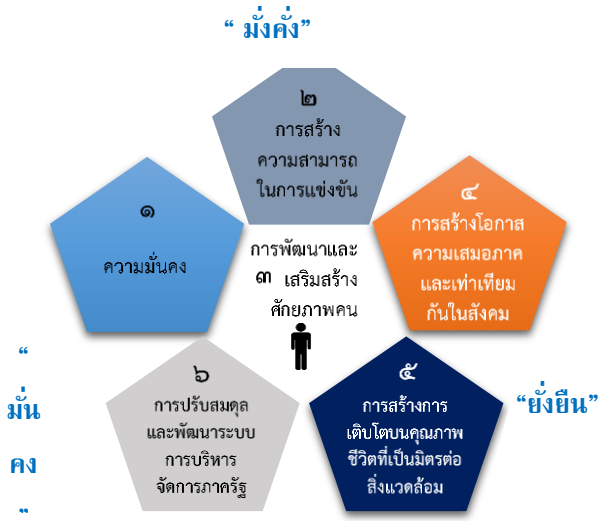 “ มั่งคั่ง”
๒
การสร้าง
ความสามารถ
ในการแข่งขัน
๑
ความมั่นคง
๔
การสร้างโอกาส
ความเสมอภาค
และเท่าเทียม
กันในสังคม
การพัฒนาและ
๓ เสริมสร้าง
ศักยภาพคน
“
มั่น
คง
”
๖
การปรับสมดุล
และพัฒนาระบบ
การบริหาร
จัดการภาครัฐ
๕
การสร้างการ
เติบโตบนคุณภาพ
ชีวิตที่เป็นมิตรต่อ
สิ่งแวดล้อม
“ยั่งยืน”